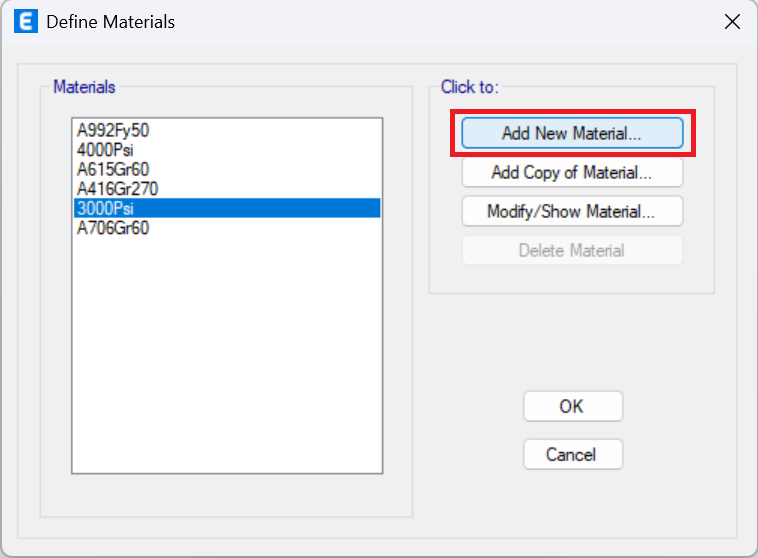 E Define Materials
Materials
A992Fy50
4000Psi
A615Gr60
A416Gr270
3000Psi
A706Gr60
Click to:
Add New Material...
Add Copy of Material...
Modify/Show Material...
Delete Material
OK
Cancel